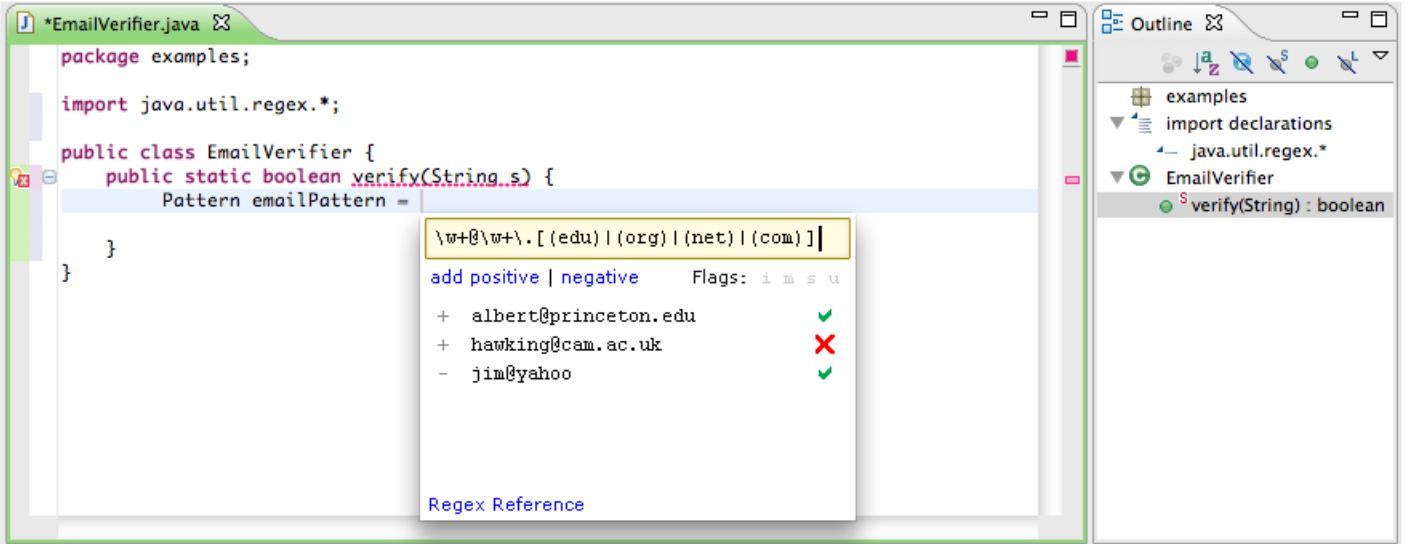 *EmailVerifier.java
package examples;
import java.util.regex.*;
public class EmailVerifier {
public static boolean verify(String s) {
Pattern emailPattern =
}
}
\w+@\w+\.[(edu)|(org)|(net)|(com)]
add positive | negative Flags: i m s u
+ albert@princeton.edu
+ hawking@cam.ac.uk
- jim@yahoo
Regex Reference
Outline
examples
import declarations
java.util.regex.*
EmailVerifier
S verify(String) : boolean